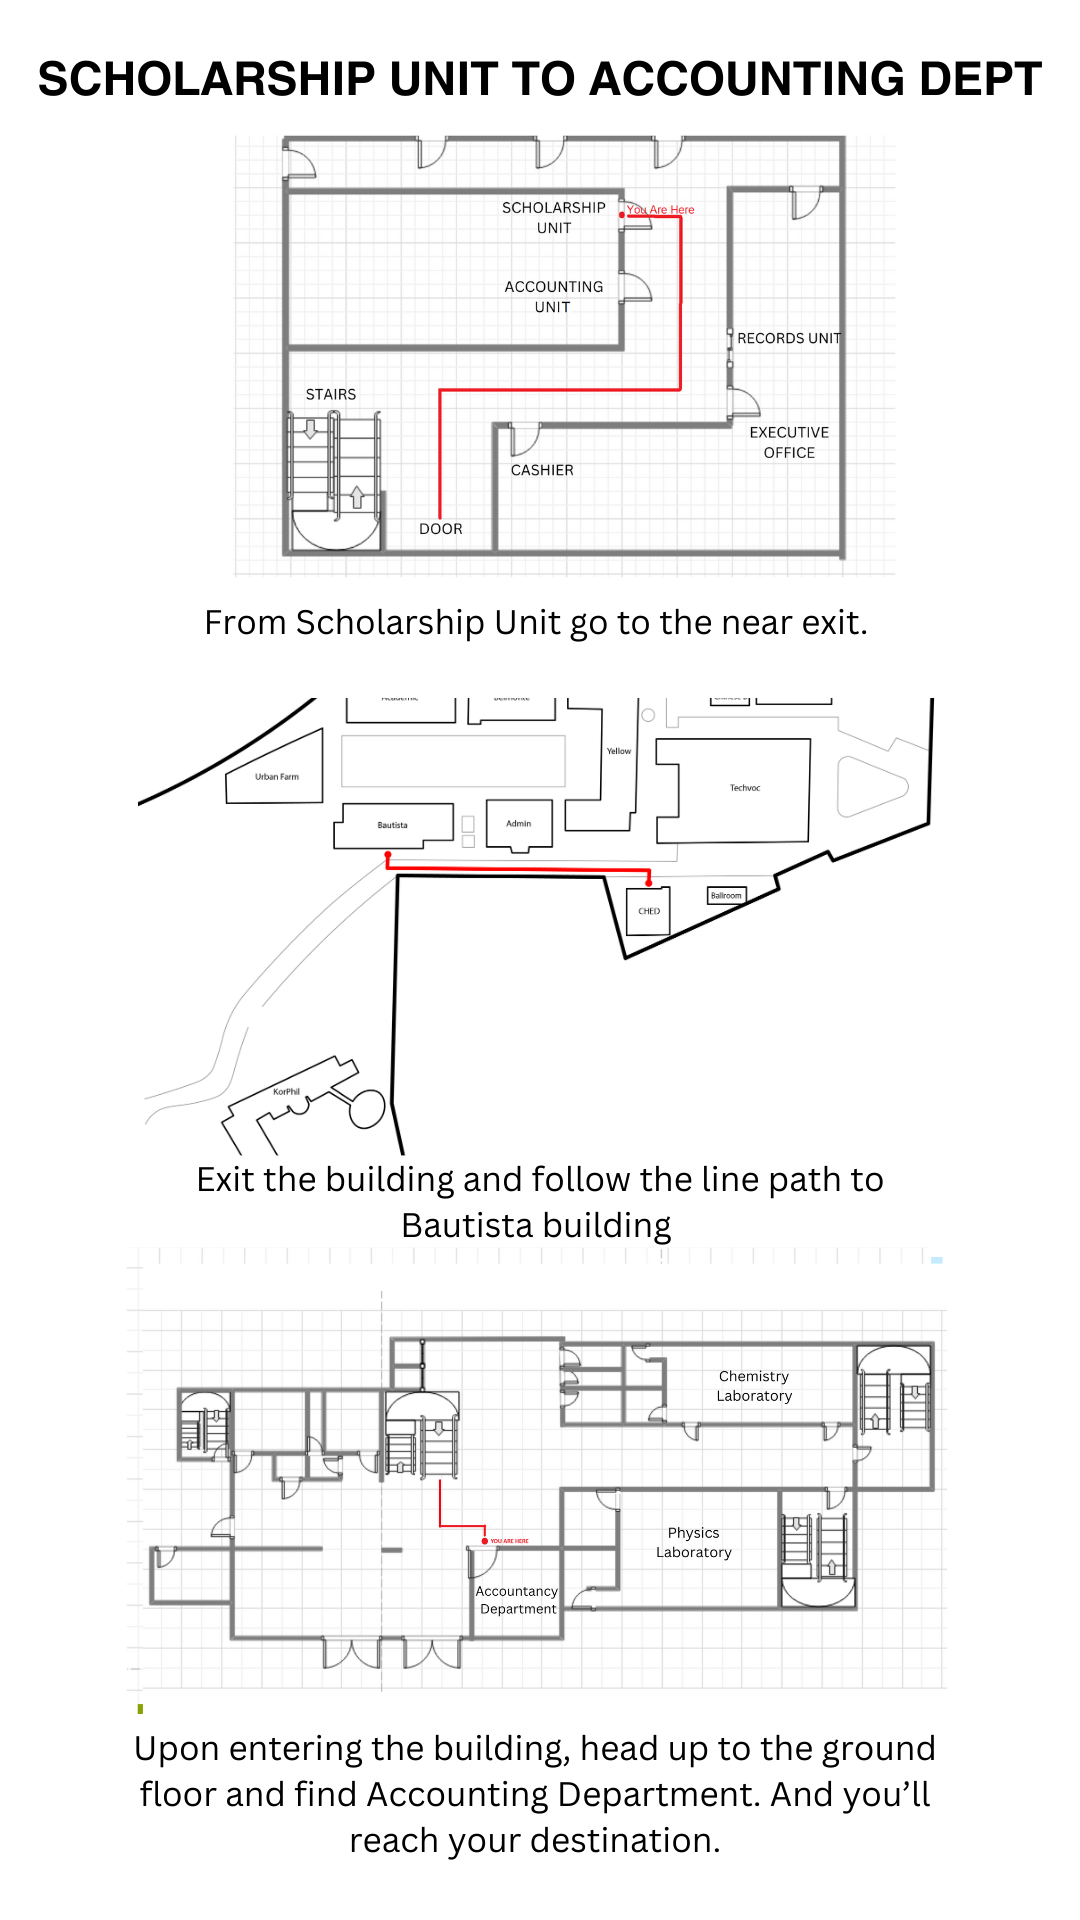 SCHOLARSHIP UNIT TO ACCOUNTING DEPT
SCHOLARSHIP
UNIT
You Are Here
ACCOUNTING
UNIT
RECORDS UNIT
STAIRS
EXECUTIVE
OFFICE
CASHIER
DOOR
From Scholarship Unit go to the near exit.
Academic
Belmonte
Yellow
Urban Farm
Techvoc
Bautista
Admin
Ballroom
CHED
KorPhil
Exit the building and follow the line path to
Bautista building
Chemistry
Laboratory
Physics
Laboratory
YOU ARE HERE
Accountancy
Department
Upon entering the building, head up to the ground
floor and find Accounting Department. And you’ll
reach your destination.